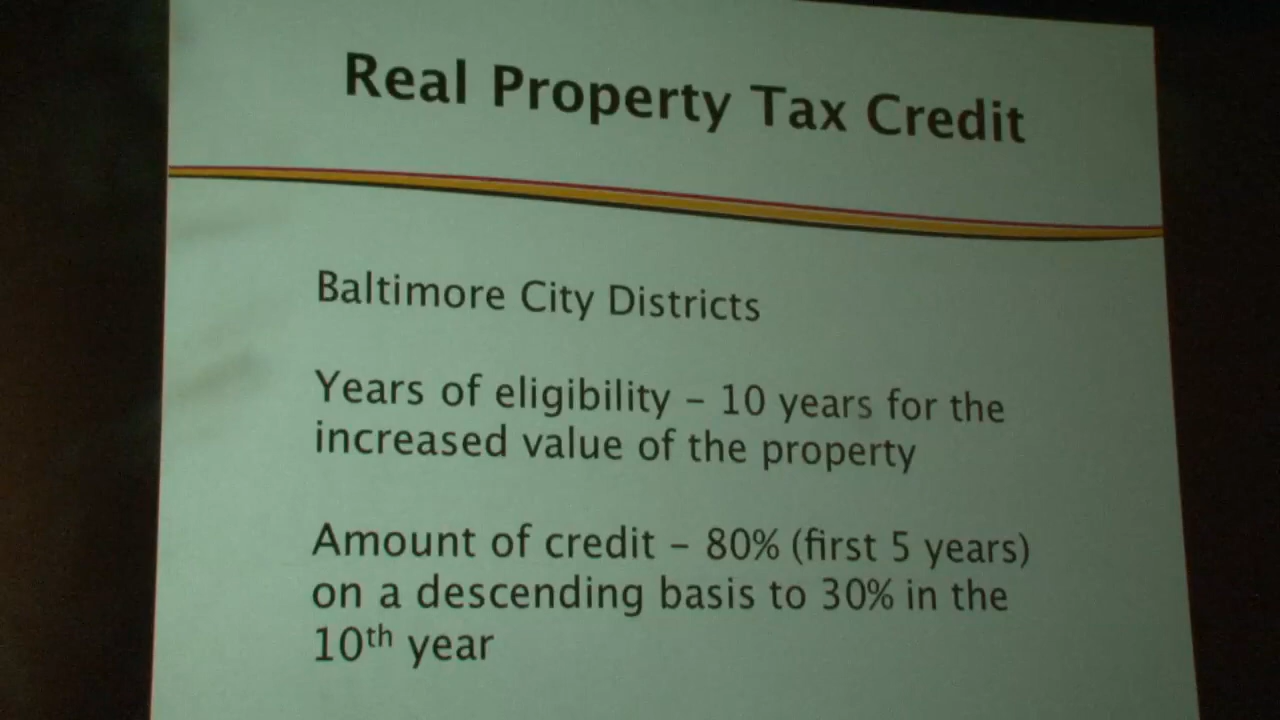 Real Property Tax Credit
Baltimore City Districts
Years of eligibility – 10 years for the
increased value of the property
Amount of credit – 80% (first 5 years)
on a descending basis to 30% in the
10th year